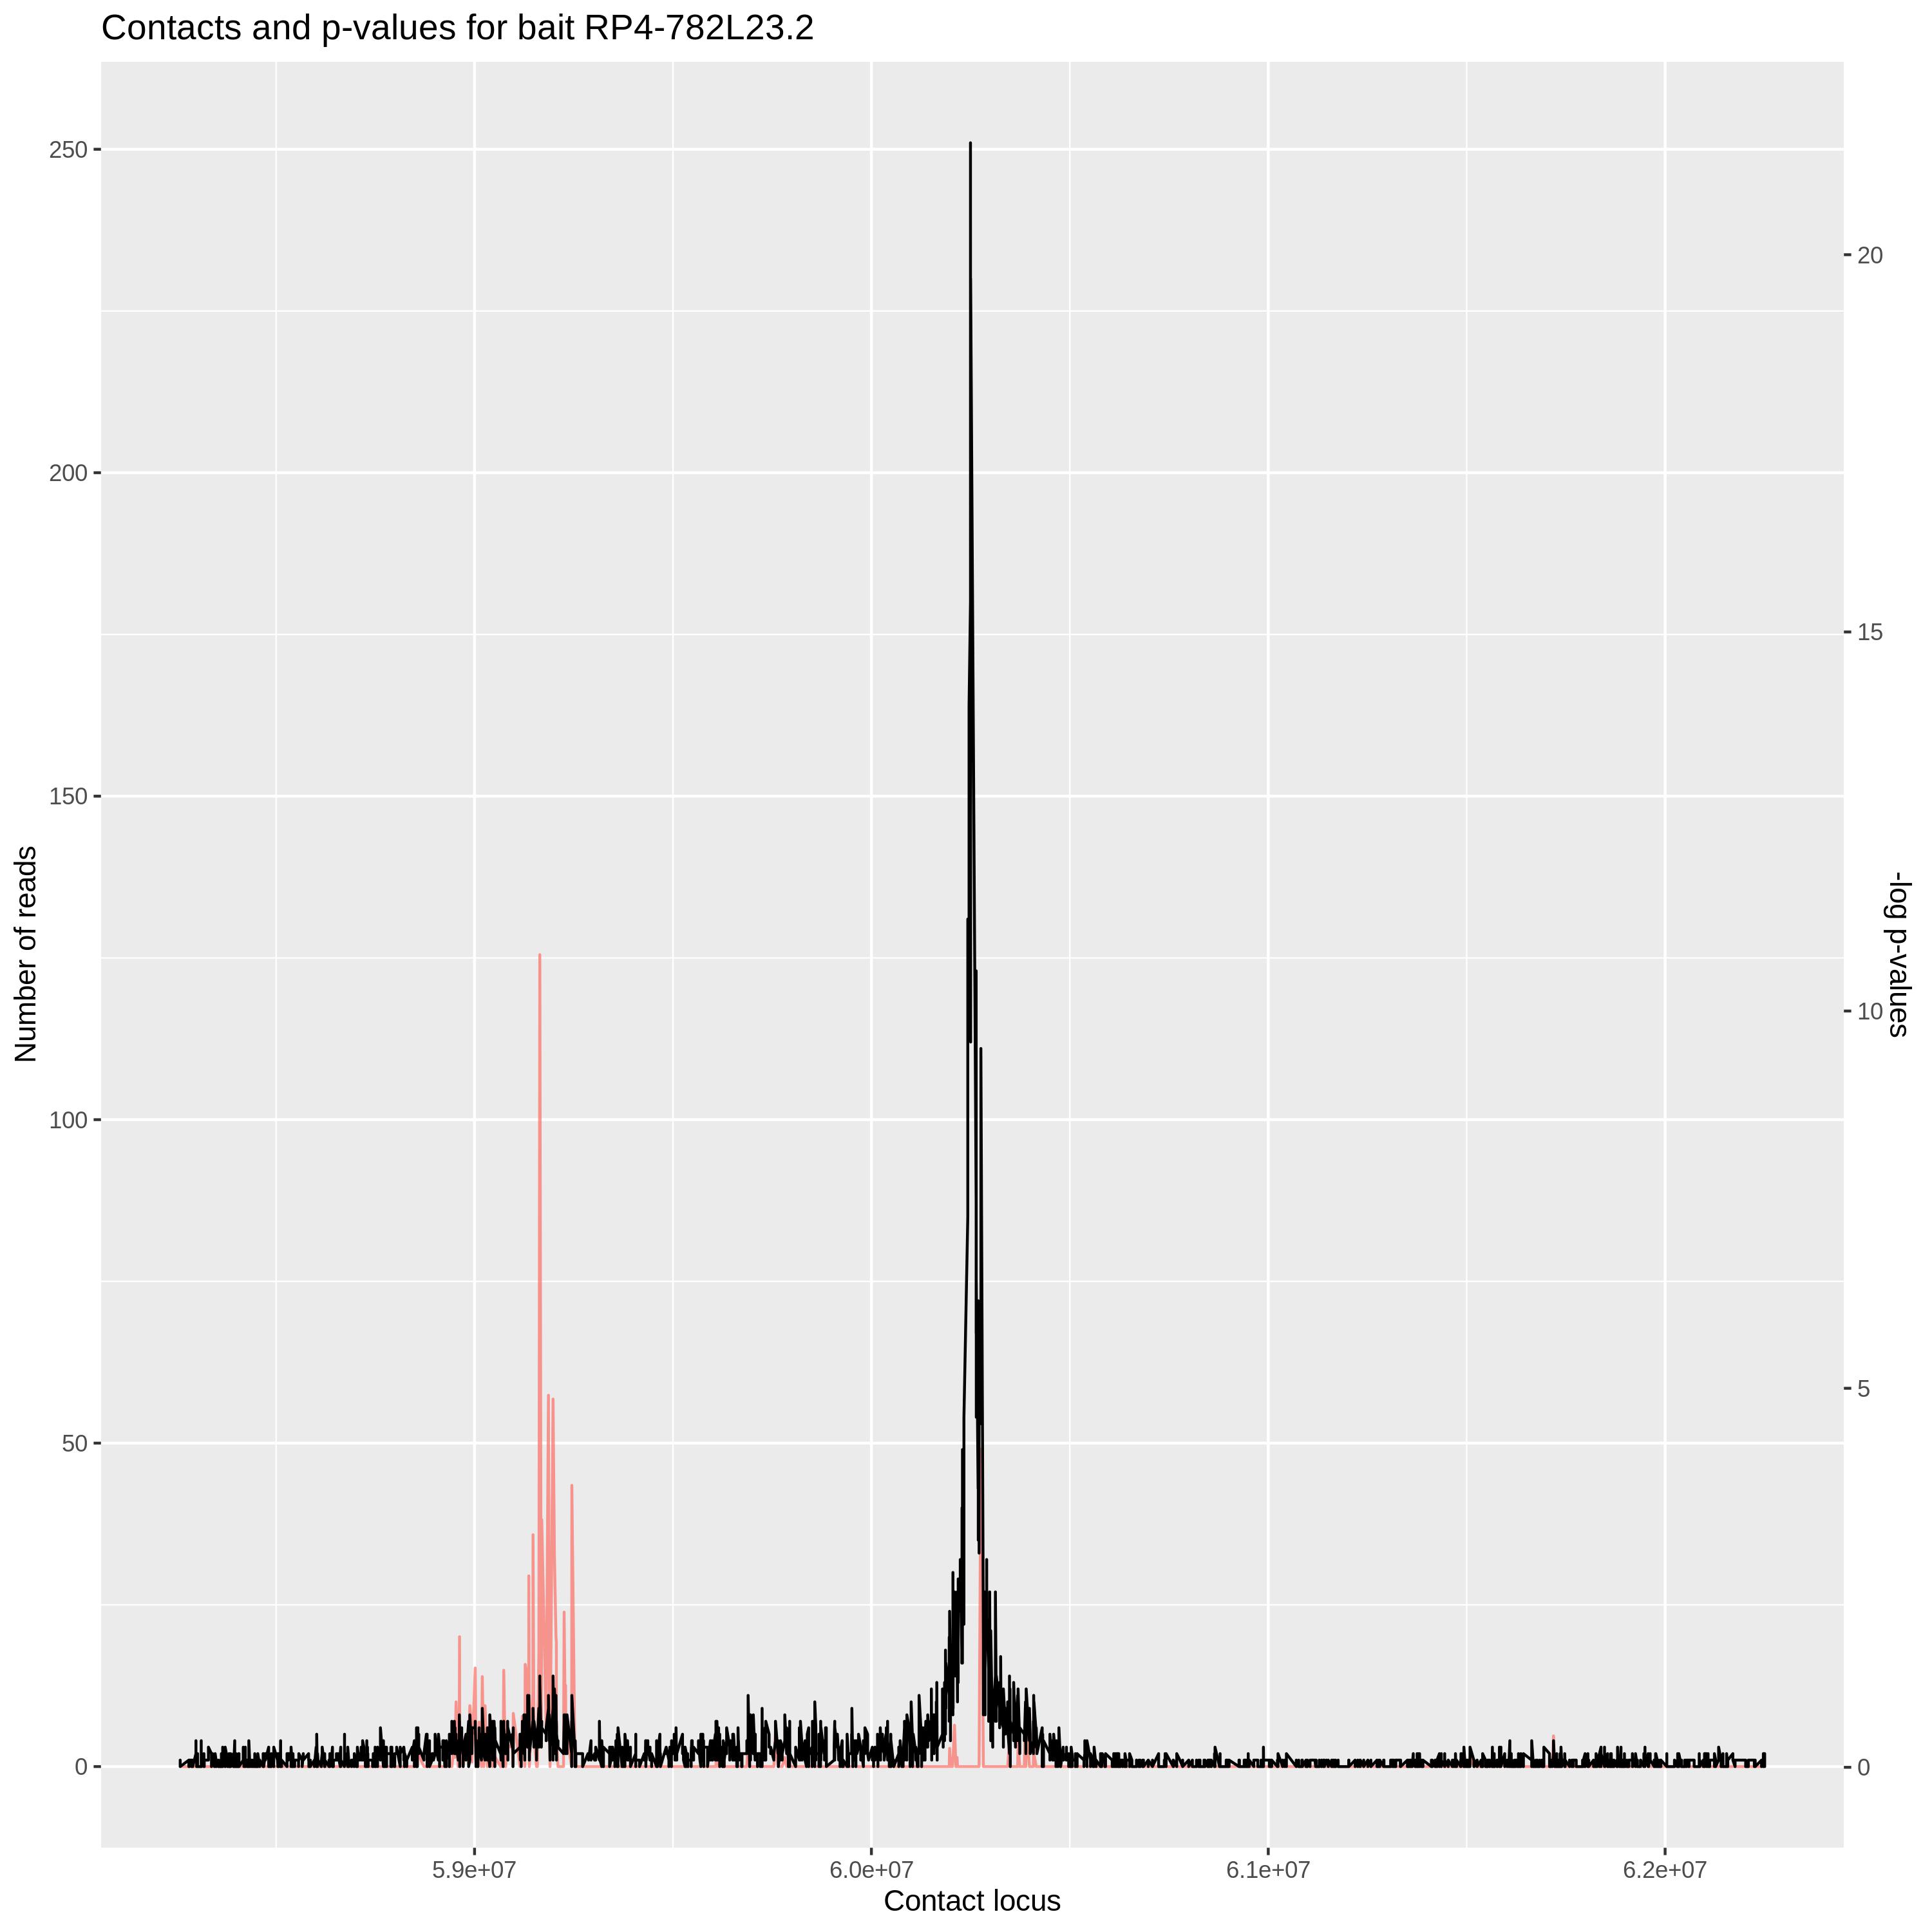 Contacts and p-values for bait RP4-782L23.2
250
200
150
100
50
0
Number of reads
20
15
10
5
0
-log p-values
5.9e+07
6.0e+07
6.1e+07
6.2e+07
Contact locus